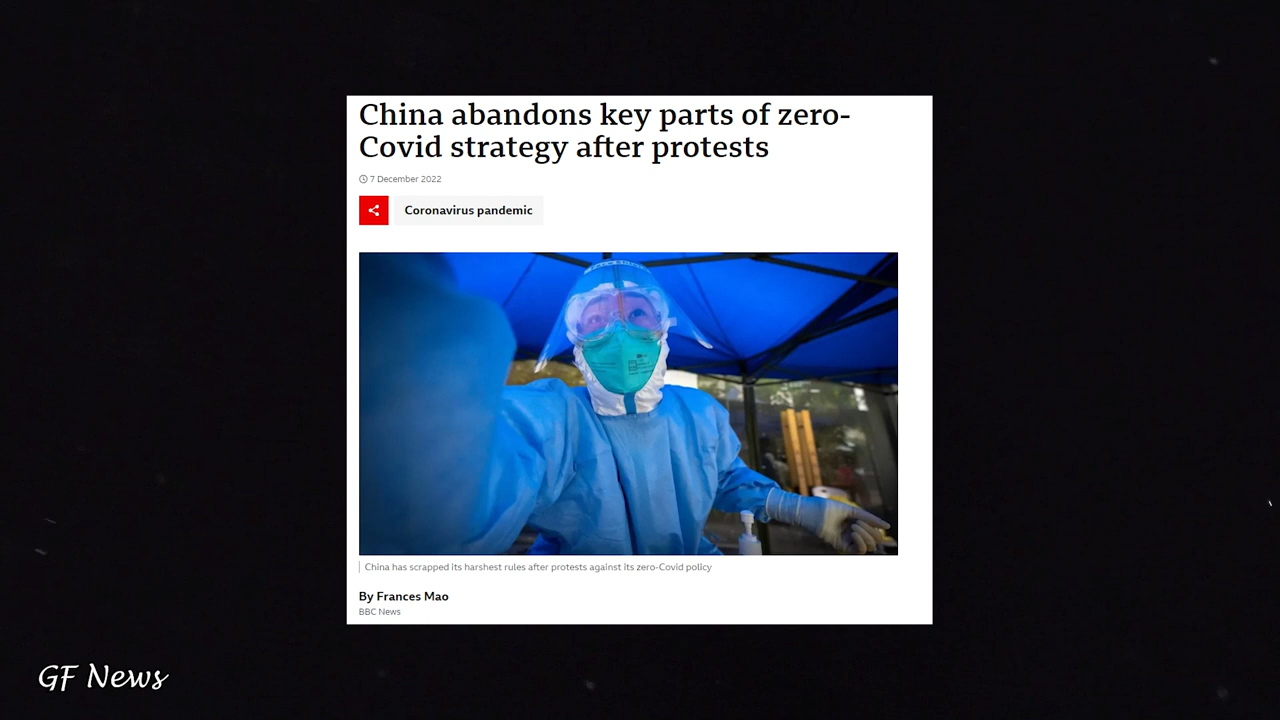 China abandons key parts of zero-
Covid strategy after protests
7 December 2022
Coronavirus pandemic
China has scrapped its harshest rules after protests against its zero-Covid policy
By Frances Mao
BBC News
GF News